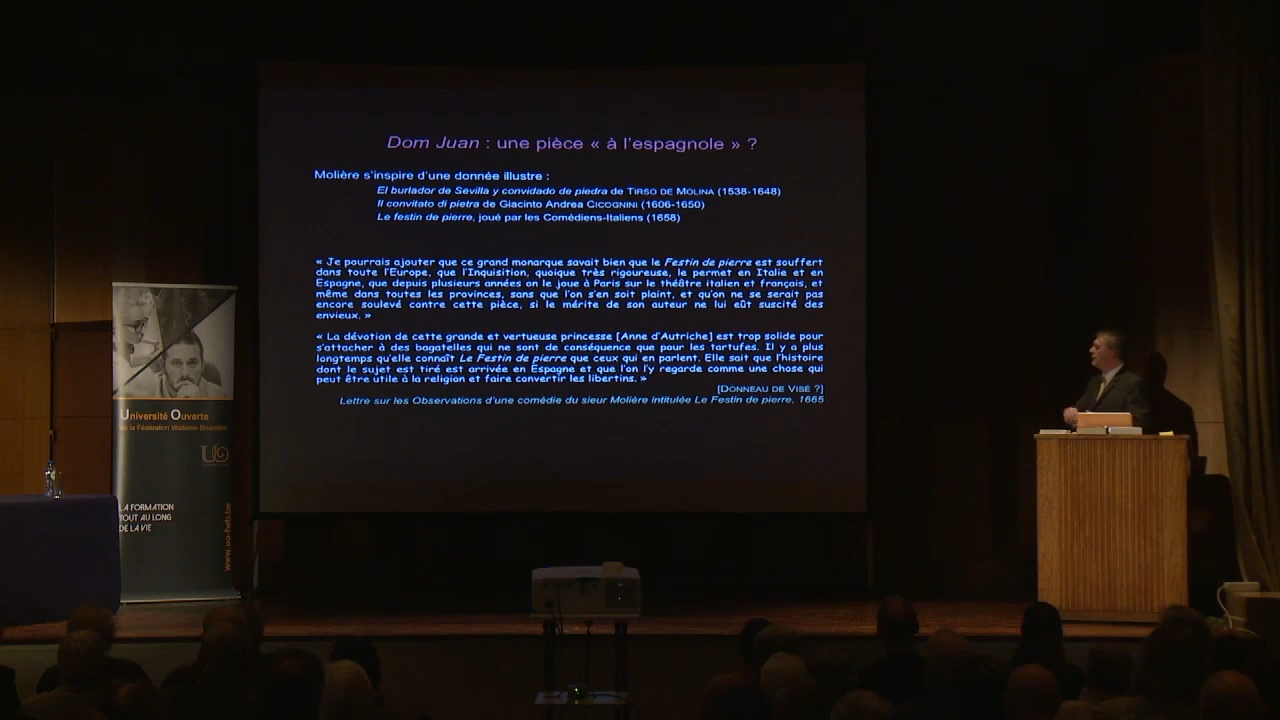 Dom Juan : une pièce « à l'espagnole » ?
Molière s'inspire d'une donnée illustre :
El burlador de Sevilla y convidado de piedra de TIRSO DE MOLINA (1538-1648)
Il convitato di pietra de Giacinto Andrea CICOGNINI (1606-1650)
Le festin de pierre, joué par les Comédiens-Italiens (1658)
« Je pourrais ajouter que ce grand monarque savait bien que le Festin de pierre est souffert
dans toute l'Europe, que l'Inquisition, quoique très rigoureuse, le permet en Italie et en
Espagne, que depuis plusieurs années on le joue à Paris sur le théâtre italien et français, et
même dans toutes les provinces, sans que l'on s'en soit plaint, et qu'on ne se serait pas
encore soulevé contre cette pièce, si le mérite de son auteur ne lui eût suscité des
envieux. »
« La dévotion de cette grande et vertueuse princesse [Anne d'Autriche] est trop solide pour
s'attacher à des bagatelles qui ne sont de conséquence que pour les tartufes. Il y a plus
longtemps qu'elle connaît Le Festin de pierre que ceux qui en parlent. Elle sait que l'histoire
dont le sujet est tiré est arrivée en Espagne et que l'on l'y regarde comme une chose qui
peut être utile à la religion et faire convertir les libertins. »
[DONNEAU DE VISÉ ?]
Lettre sur les Observations d'une comédie du sieur Molière intitulée Le Festin de pierre, 1665
Université Ouverte
de la Fédération Wallonie-Bruxelles
UO
LA FORMATION
TOUT AU LONG
DE LA VIE
www.uo-fwb.be